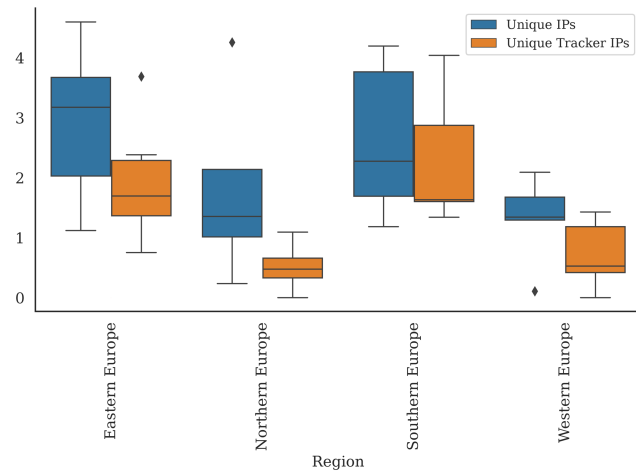 Unique IPs
Unique Tracker IPs
4
3
2
1
0
Eastern Europe
Northern Europe
Southern Europe
Western Europe
Region